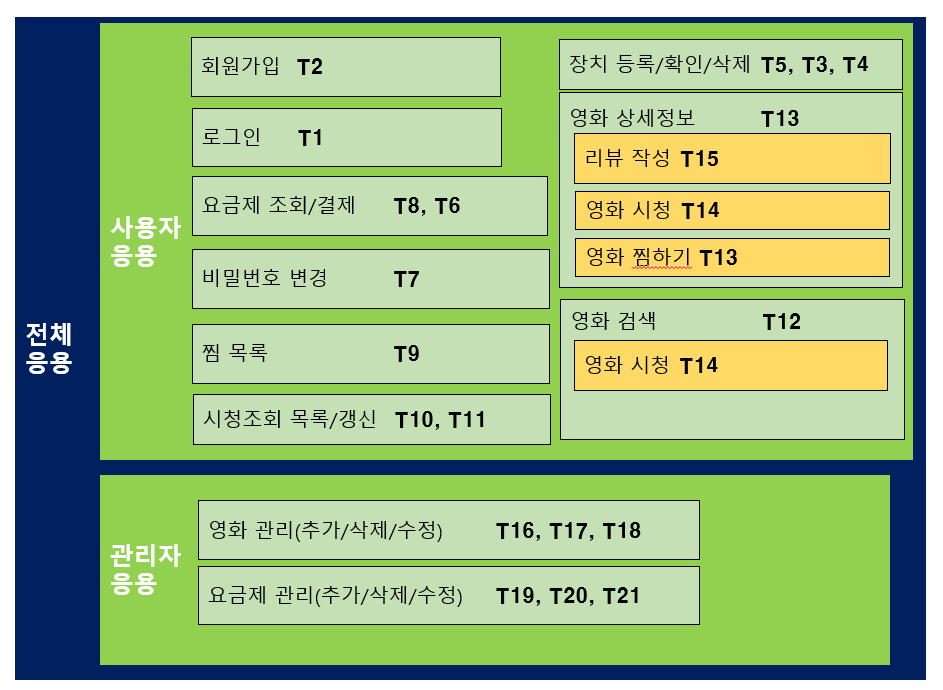 전체
응용
사용자
응용
회원가입 T2
로그인 T1
요금제 조회/결제 T8, T6
비밀번호 변경 T7
찜 목록 T9
시청조회 목록/갱신 T10, T11
장치 등록/확인/삭제 T5, T3, T4
영화 상세정보 T13
리뷰 작성 T15
영화 시청 T14
영화 찜하기 T13
영화 검색 T12
영화 시청 T14
관리자
응용
영화 관리(추가/삭제/수정) T16, T17, T18
요금제 관리(추가/삭제/수정) T19, T20, T21